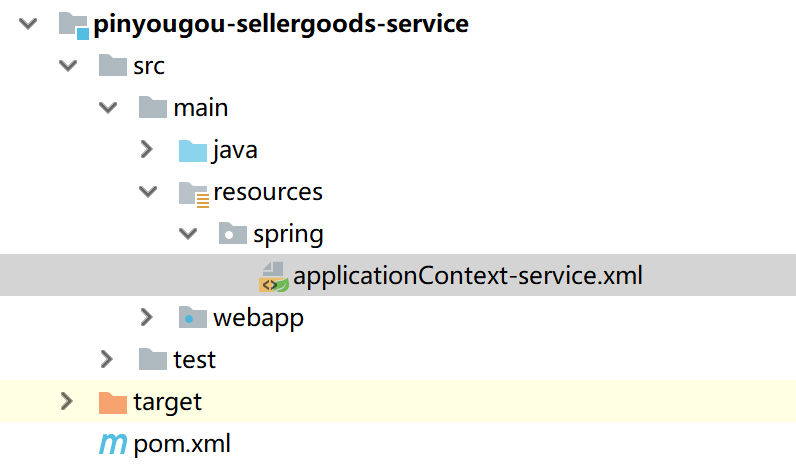 pinyougou-sellergoods-service
src
main
java
resources
spring
applicationContext-service.xml
webapp
test
target
pom.xml